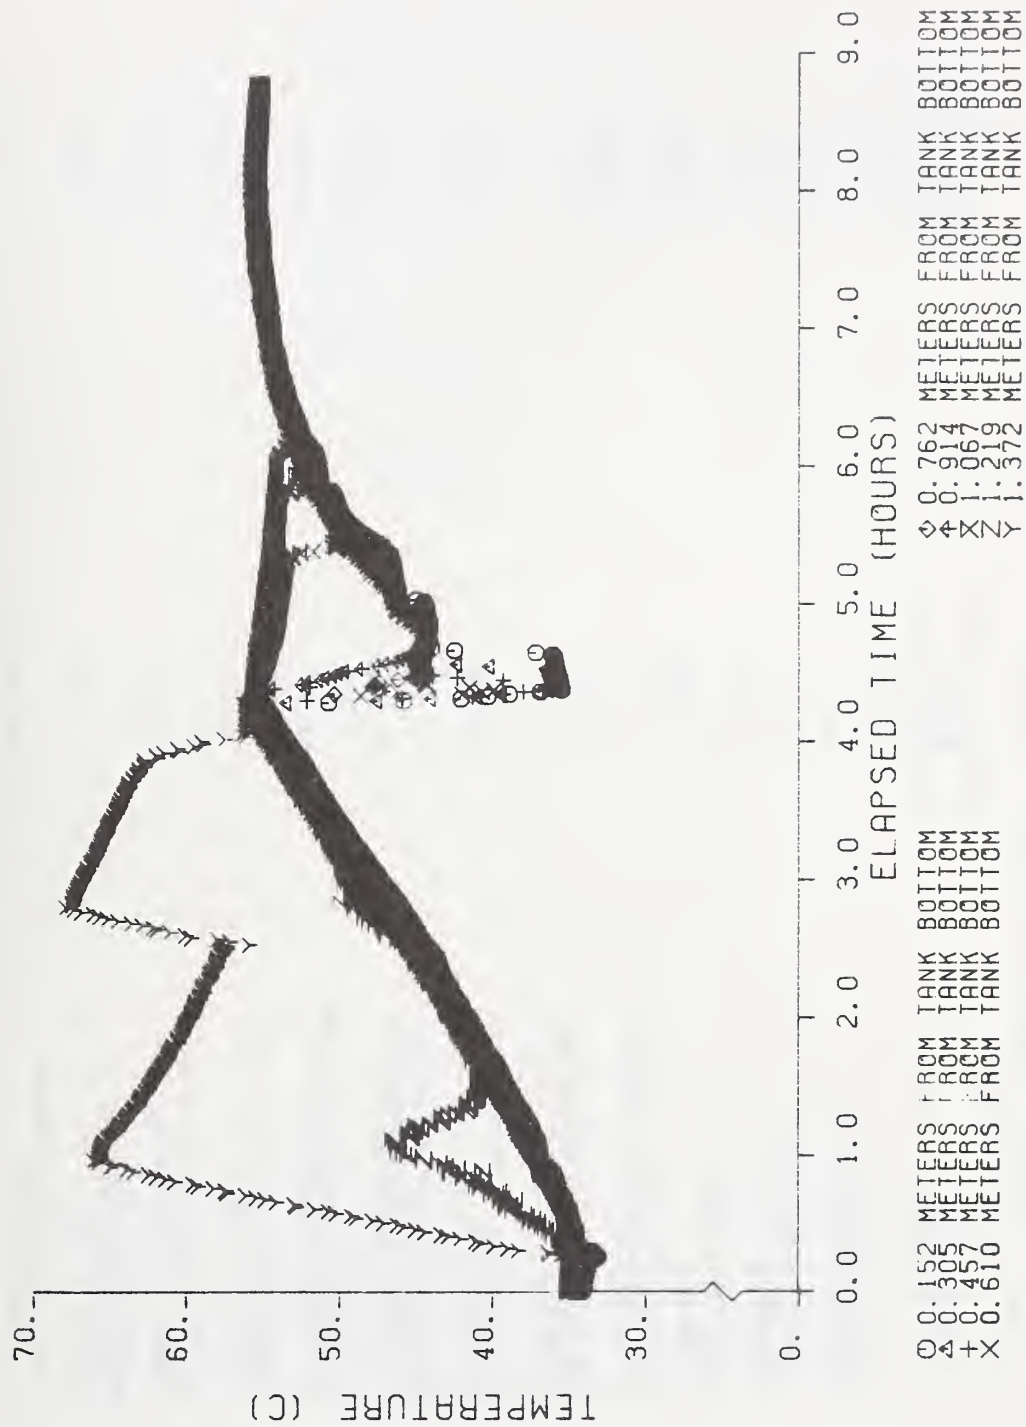 TEMPERATURE (C)
70.
60.
50.
40.
30.
0.
0.0 1.0 2.0 3.0 4.0 5.0 6.0 7.0 8.0 9.0
ELAPSED TIME (HOURS)
0.152 METERS FROM TANK BOTTOM
0.305 METERS FROM TANK BOTTOM
0.457 METERS FROM TANK BOTTOM
0.610 METERS FROM TANK BOTTOM
0.762 METERS FROM TANK BOTTOM
0.914 METERS FROM TANK BOTTOM
X 1.067 METERS FROM TANK BOTTOM
Z 1.219 METERS FROM TANK BOTTOM
Y 1.372 METERS FROM TANK BOTTOM